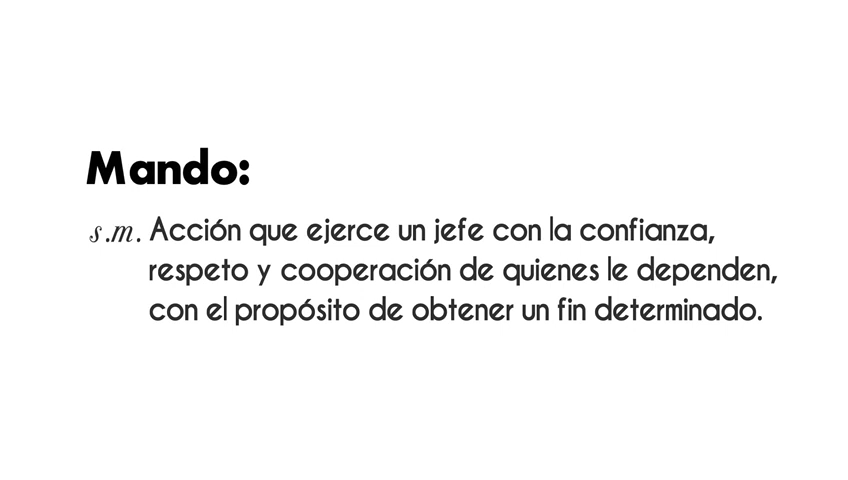 Mando:
s.m. Acción que ejerce un jefe con la confianza,
respeto y cooperación de quienes le dependen,
con el propósito de obtener un fin determinado.